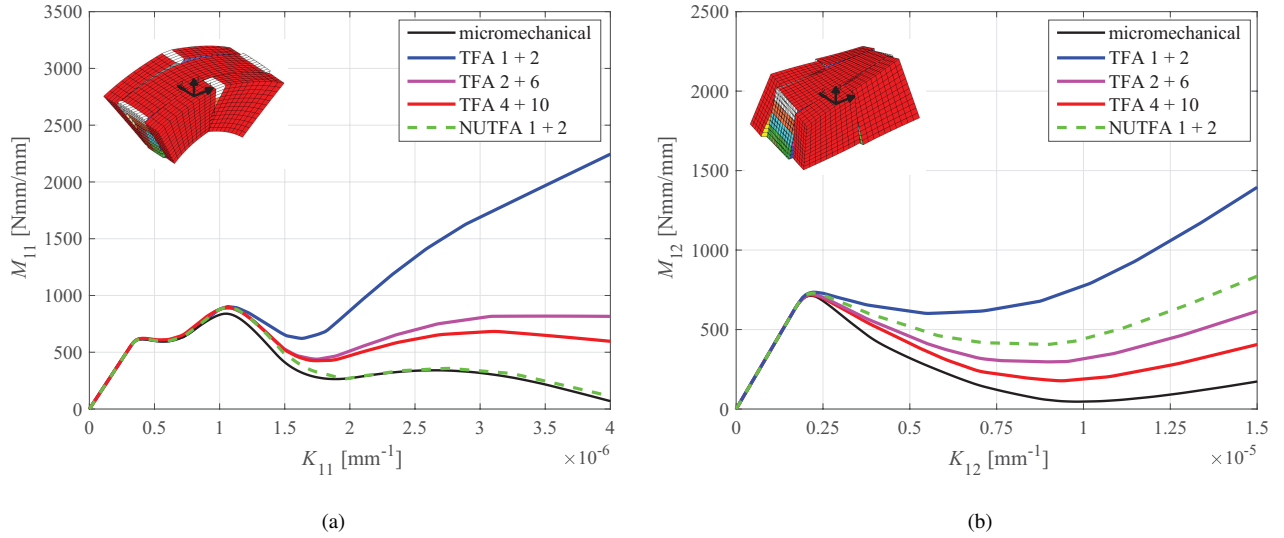 3500
3000
2500
2000
1500
1000
500
0
M11 [Nmm/mm]
micromechanical
TFA 1 + 2
TFA 2 + 6
TFA 4 + 10
NUTFA 1 + 2
0 0.5 1 1.5 2 2.5 3 3.5 4
K11 [mm-1]
×10-6
(a)
2500
2000
1500
1000
500
0
M12 [Nmm/mm]
micromechanical
TFA 1 + 2
TFA 2 + 6
TFA 4 + 10
NUTFA 1 + 2
0 0.25 0.5 0.75 1 1.25 1.5
K12 [mm-1]
×10-5
(b)